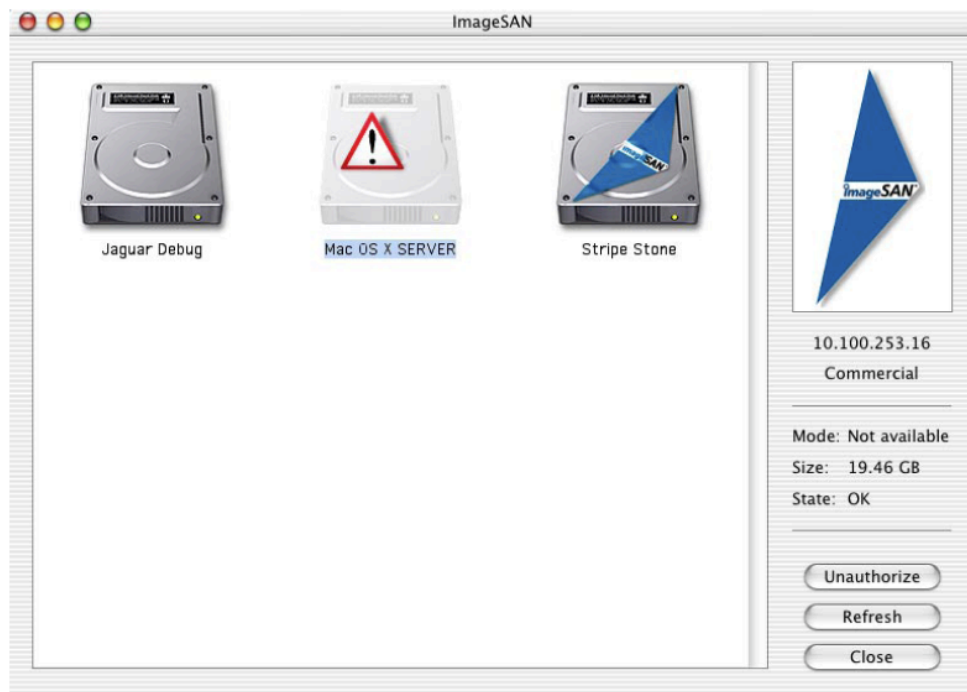 ImageSAN
Jaguar Debug
Mac OS X SERVER
Stripe Stone
imageSAN
imageSAN
10.100.253.16
Commercial
Mode: Not available
Size: 19.46 GB
State: OK
Unauthorize
Refresh
Close